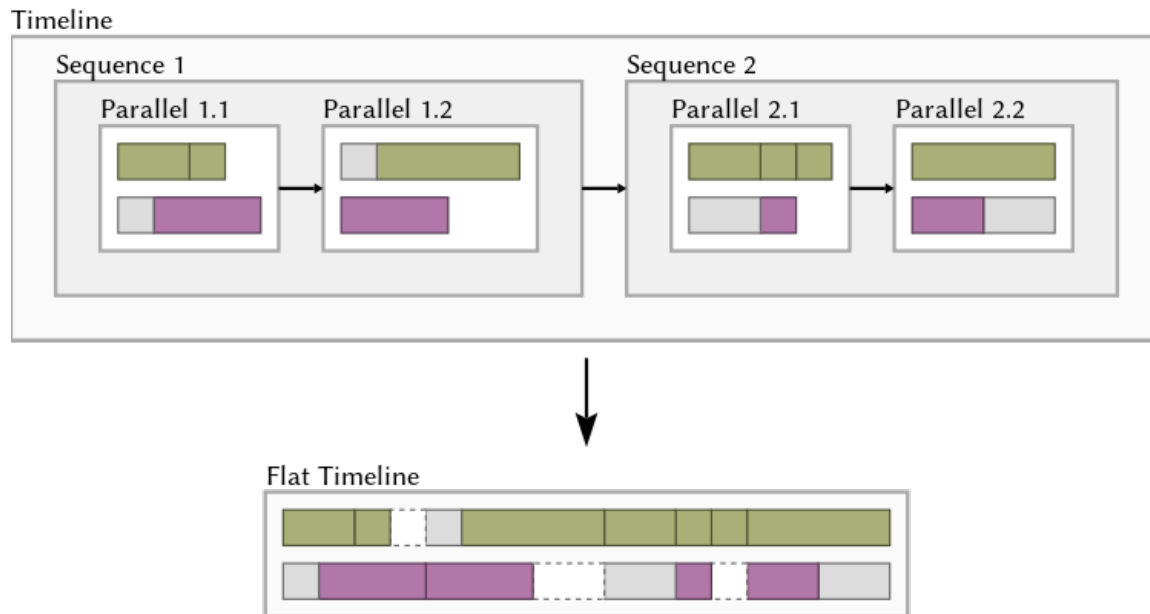 Timeline
Sequence 1
Sequence 2
Parallel 1.1
Parallel 1.2
Parallel 2.1
Parallel 2.2
Flat Timeline